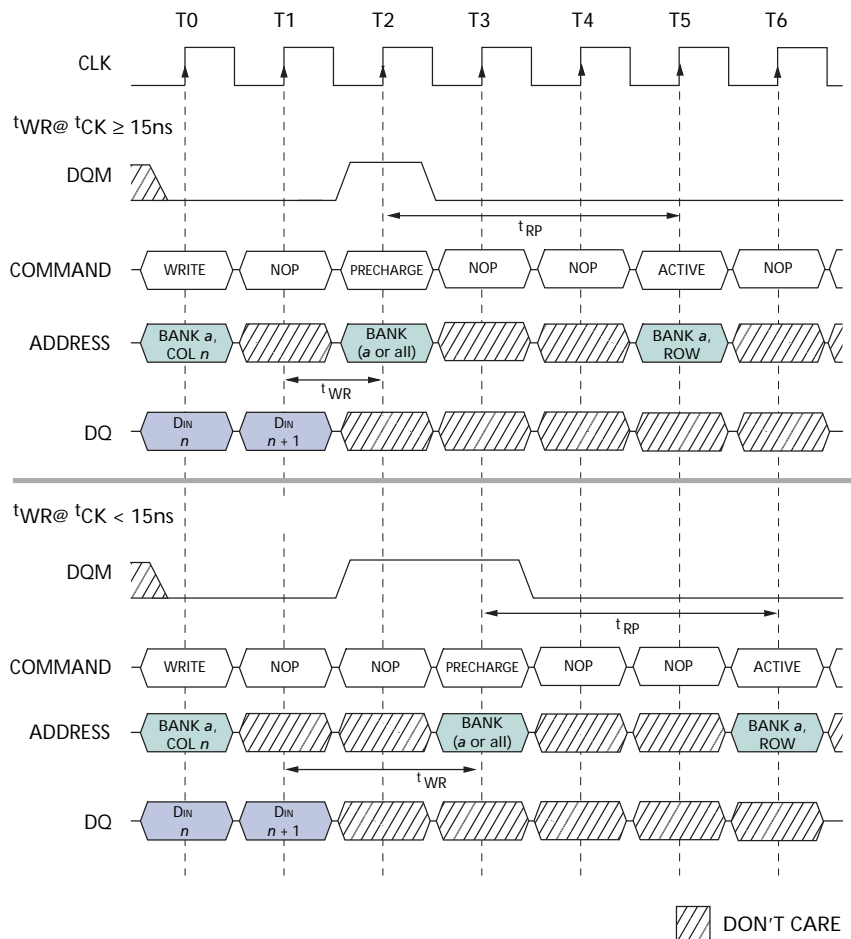 T0 T1 T2 T3 T4 T5 T6
CLK
tWR@ tCK ≥ 15ns
DQM
tRP
COMMAND WRITE NOP PRECHARGE NOP NOP ACTIVE NOP
ADDRESS BANK a, COL n BANK (a or all) BANK a, ROW
tWR
DQ DIN n DIN n + 1
tWR@ tCK < 15ns
DQM
tRP
COMMAND WRITE NOP NOP PRECHARGE NOP NOP ACTIVE
ADDRESS BANK a, COL n BANK (a or all) BANK a, ROW
tWR
DQ DIN n DIN n + 1
DON'T CARE